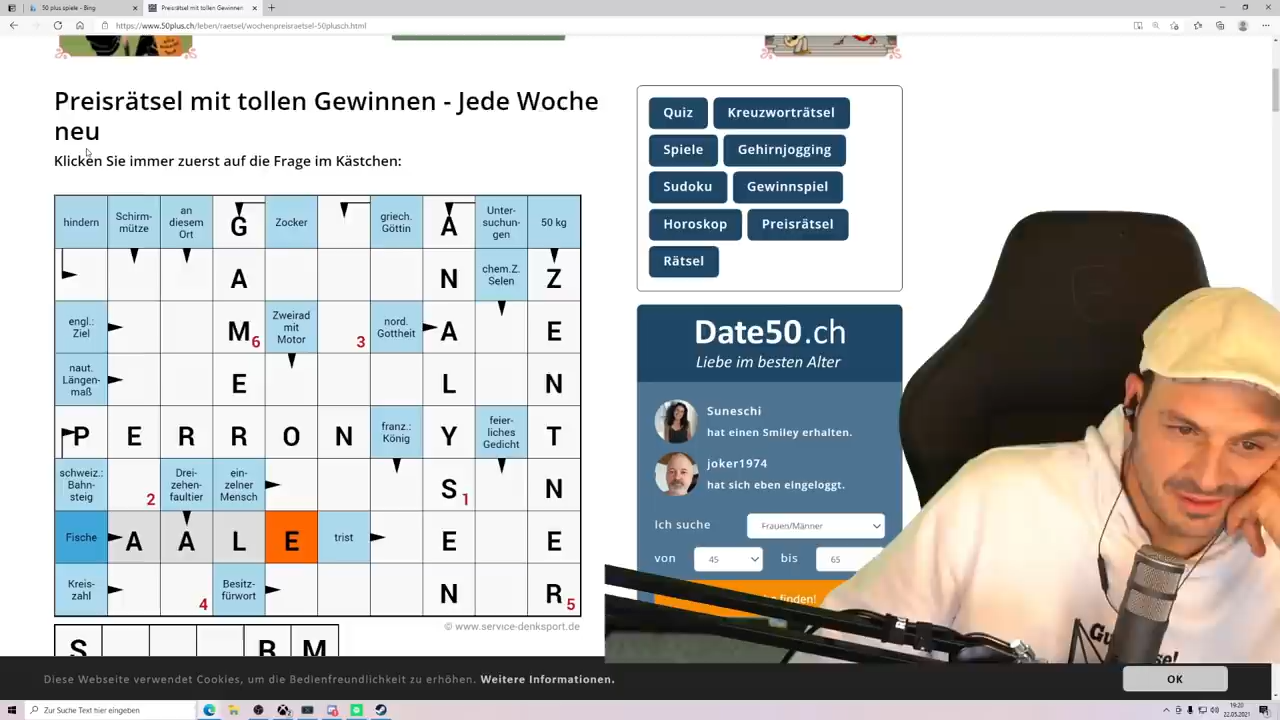 50 plus spiele - Bing
Preisrätsel mit tollen Gewinnen
https://www.50plus.ch/leben/raetsel/wochenpreisraetsel-50plusch.html
Preisrätsel mit tollen Gewinnen - Jede Woche
neu
Klicken Sie immer zuerst auf die Frage im Kästchen:
hindern
Schirm-
mütze
an
diesem
Ort
G
Zocker
griech.
Göttin
A
Unter-
suchun-
gen
50 kg
A
N
chem.Z.
Selen
Z
engl.:
Ziel
M 6
Zweirad
mit
Motor
3
nord.
Gottheit
A
E
naut.
Längen-
maß
E
L
N
P E R R O N
franz.:
König
Y
feier-
liches
Gedicht
T
schweiz.:
Bahn-
steig
2
Drei-
zehen-
faultier
ein-
zelner
Mensch
S 1
N
Fische
A A L E
trist
E
E
Kreis-
zahl
4
Besitz-
fürwort
N
R 5
© www.service-denksport.de
S R M
Quiz
Kreuzworträtsel
Spiele
Gehirnjogging
Sudoku
Gewinnspiel
Horoskop
Preisrätsel
Rätsel
Date50.ch
Liebe im besten Alter
Suneschi
hat einen Smiley erhalten.
joker1974
hat sich eben eingeloggt.
Ich suche
Frauen/Männer
von
45
bis
65
finden!
Diese Webseite verwendet Cookies, um die Bedienfreundlichkeit zu erhöhen. Weitere Informationen.
OK
Zur Suche Text hier eingeben
19:20
22.05.2021